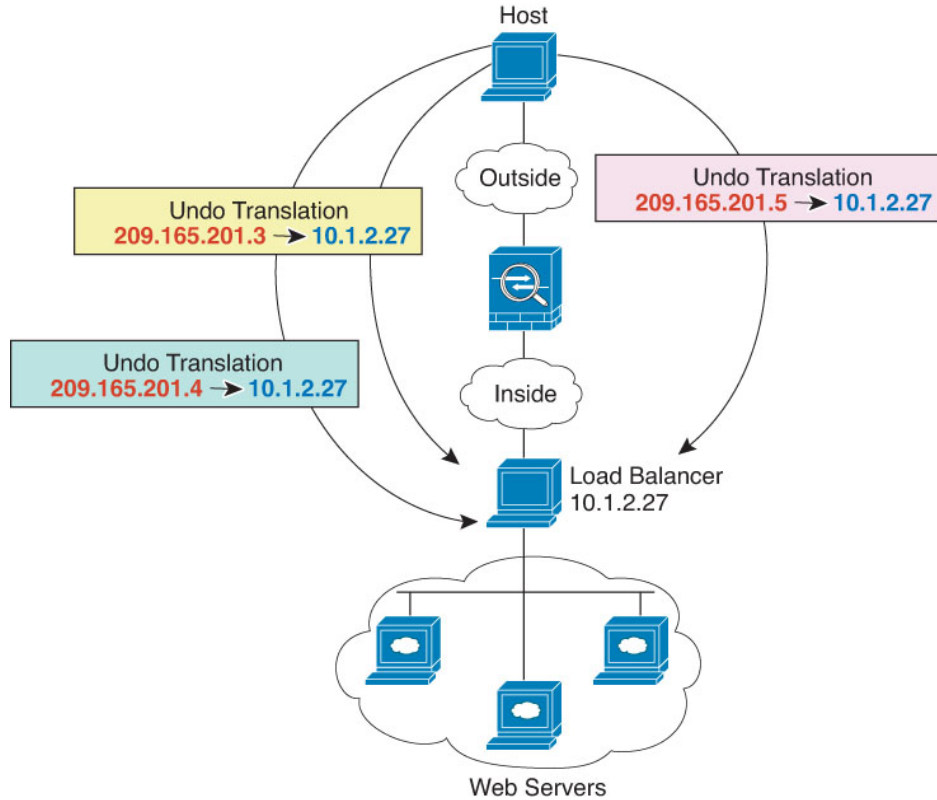 Host
Outside
Undo Translation
209.165.201.5 → 10.1.2.27
Undo Translation
209.165.201.3 → 10.1.2.27
Undo Translation
209.165.201.4 → 10.1.2.27
Inside
Load Balancer
10.1.2.27
Web Servers